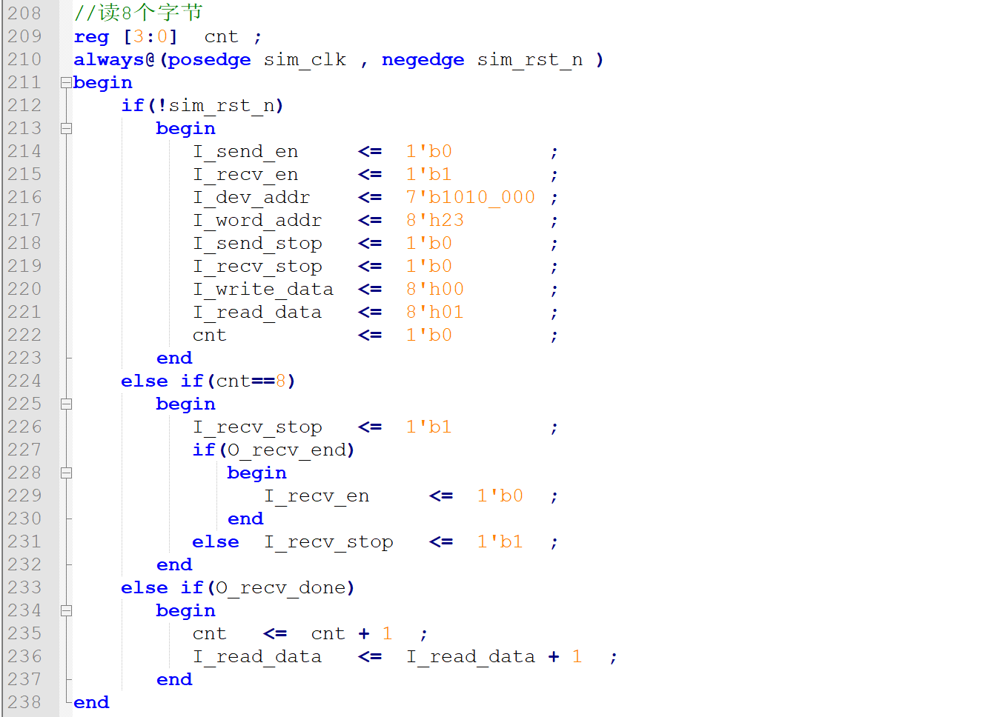 208 //读8个字节
209 reg [3:0]  cnt ;
210 always@(posedge sim_clk , negedge sim_rst_n )
211 begin
212     if(!sim_rst_n)
213        begin
214           I_send_en     <=  1'b0        ;
215           I_recv_en     <=  1'b1        ;
216           I_dev_addr    <=  7'b1010_000 ;
217           I_word_addr   <=  8'h23       ;
218           I_send_stop   <=  1'b0        ;
219           I_recv_stop   <=  1'b0        ;
220           I_write_data  <=  8'h00       ;
221           I_read_data   <=  8'h01       ;
222           cnt           <=  1'b0        ;
223        end
224     else if(cnt==8)
225        begin
226           I_recv_stop   <=  1'b1        ;
227           if(O_recv_end)
228              begin
229                 I_recv_en     <=  1'b0  ;
230              end
231           else  I_recv_stop   <=  1'b1  ;
232        end
233     else if(O_recv_done)
234        begin
235           cnt   <=  cnt + 1  ;
236           I_read_data   <=  I_read_data + 1  ;
237        end
238 end